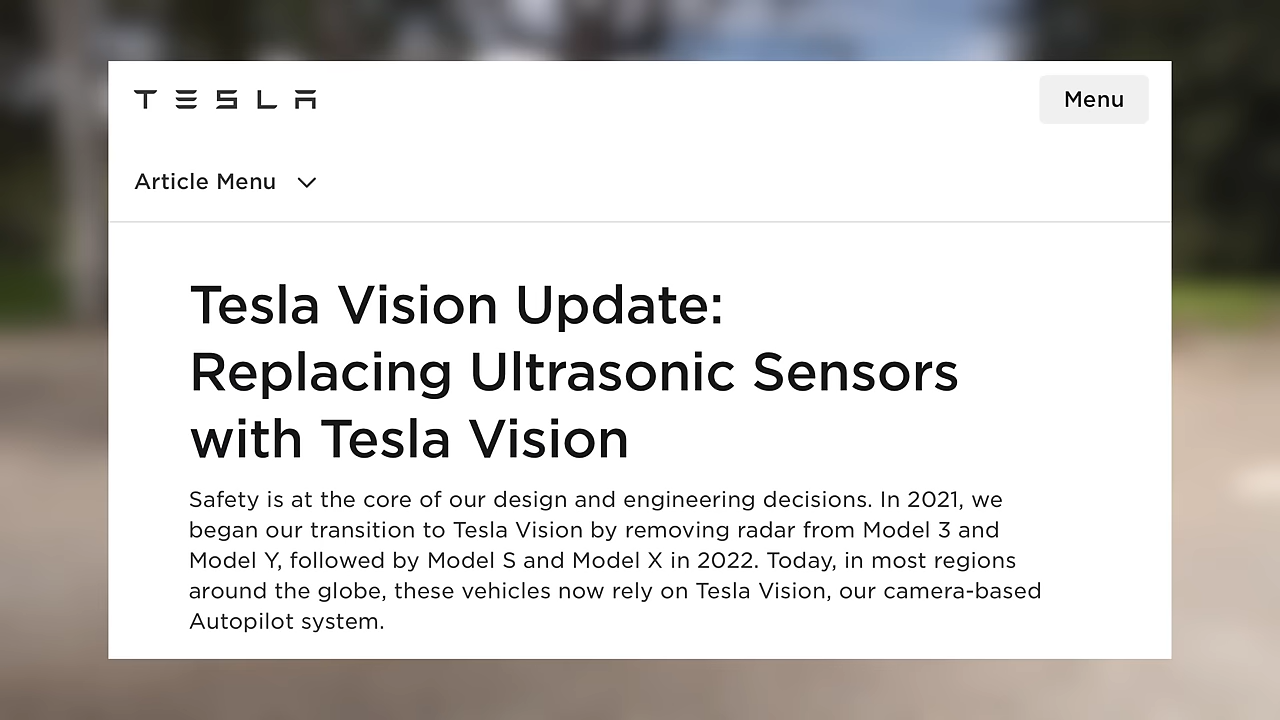 TESLA
Menu
Article Menu
Tesla Vision Update:
Replacing Ultrasonic Sensors
with Tesla Vision
Safety is at the core of our design and engineering decisions. In 2021, we
began our transition to Tesla Vision by removing radar from Model 3 and
Model Y, followed by Model S and Model X in 2022. Today, in most regions
around the globe, these vehicles now rely on Tesla Vision, our camera-based
Autopilot system.